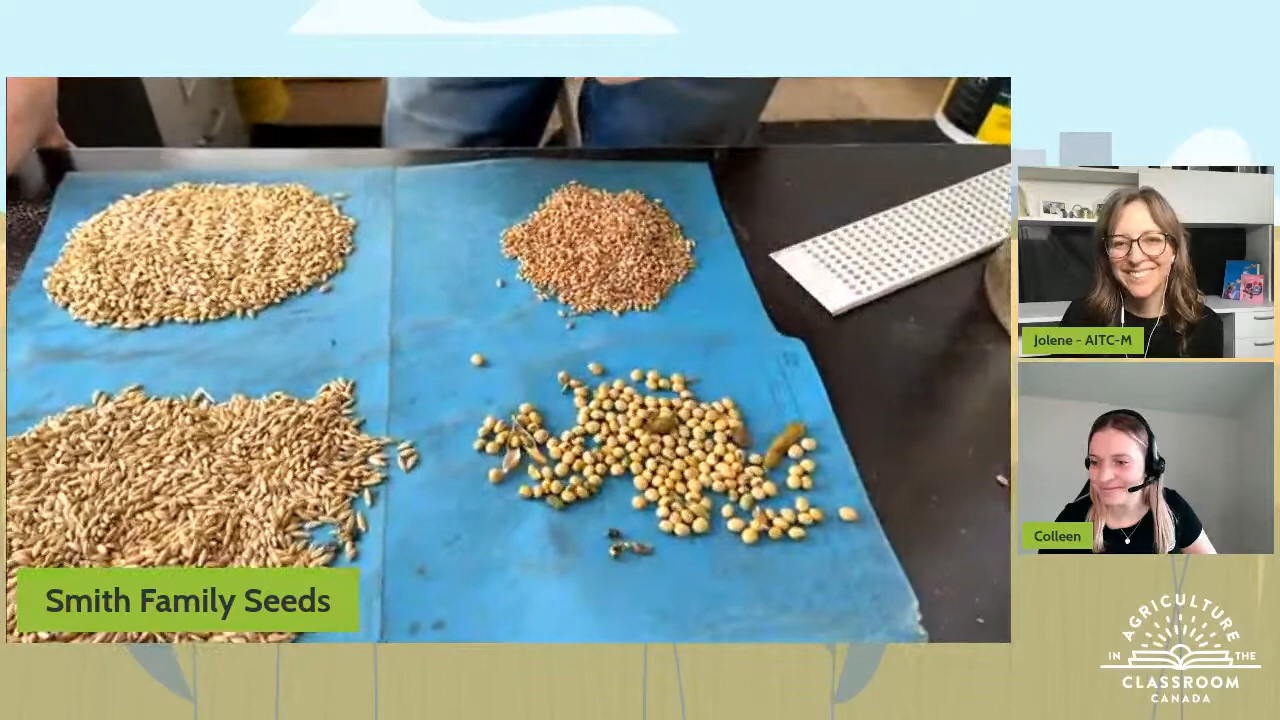 Smith Family Seeds
Jolene - AITC-M
Colleen
AGRICULTURE
IN THE
CLASSROOM
CANADA